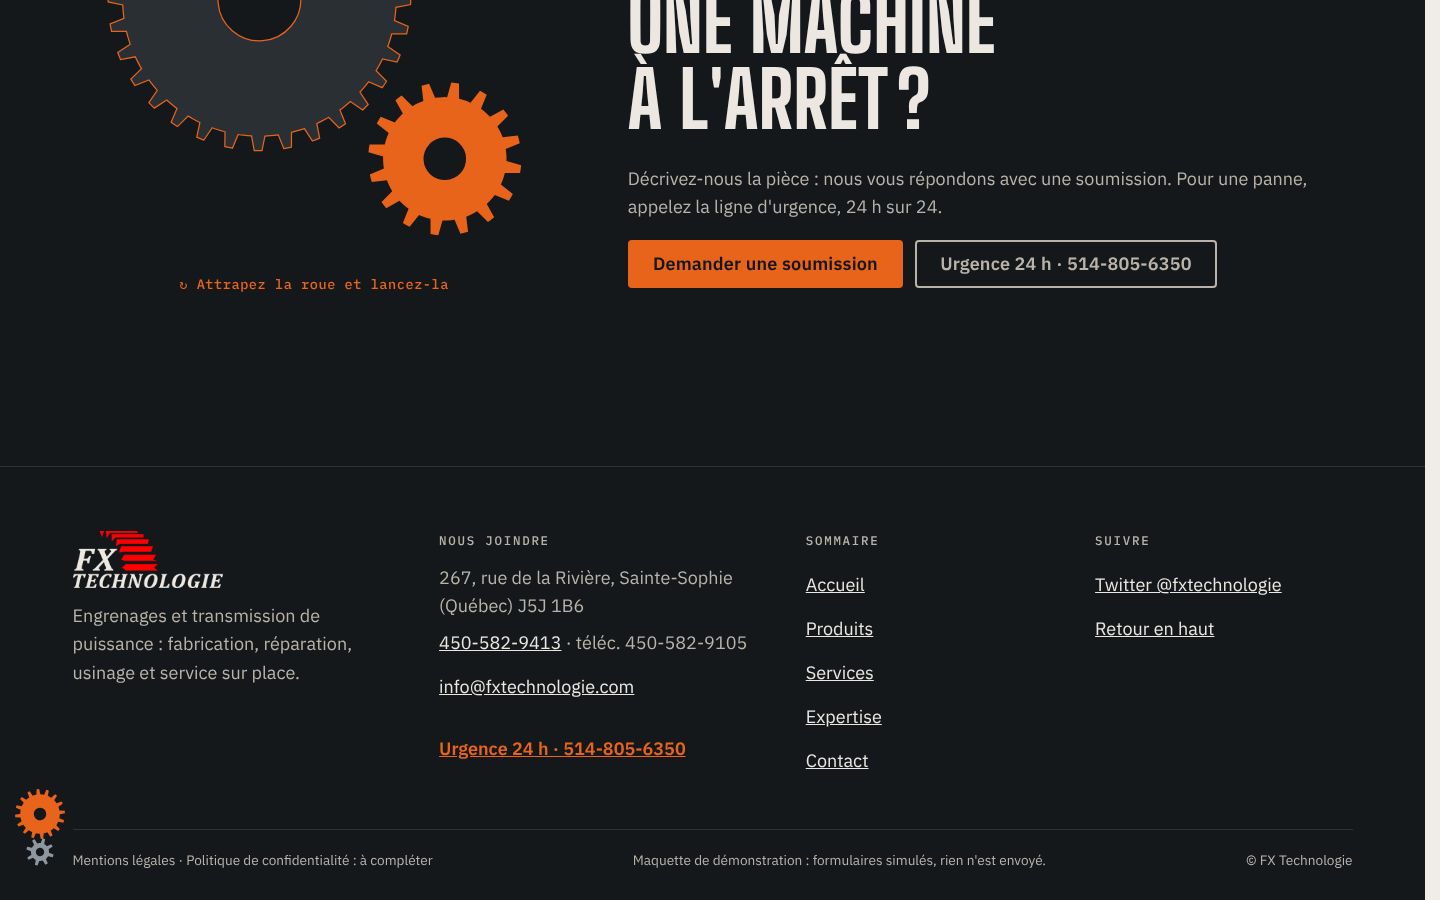 UNE MACHINE
À L'ARRÊT ?
Décrivez-nous la pièce : nous vous répondons avec une soumission. Pour une panne,
appelez la ligne d'urgence, 24 h sur 24.
Demander une soumission
Urgence 24 h · 514-805-6350
↻ Attrapez la roue et lancez-la
FX
TECHNOLOGIE
Engrenages et transmission de
puissance : fabrication, réparation,
usinage et service sur place.
NOUS JOINDRE
267, rue de la Rivière, Sainte-Sophie
(Québec) J5J 1B6
450-582-9413 · téléc. 450-582-9105
info@fxtechnologie.com
Urgence 24 h · 514-805-6350
SOMMAIRE
Accueil
Produits
Services
Expertise
Contact
SUIVRE
Twitter @fxtechnologie
Retour en haut
Mentions légales · Politique de confidentialité : à compléter
Maquette de démonstration : formulaires simulés, rien n'est envoyé.
© FX Technologie